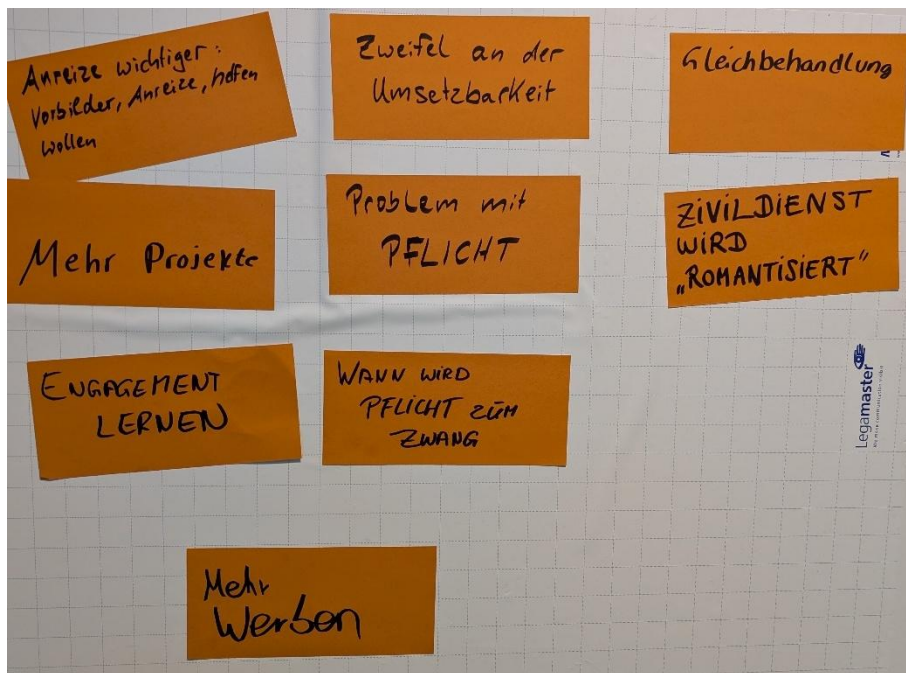 Anreize wichtiger:
Vorbilder, Anreize, helfen
wollen
Zweifel an der
Umsetzbarkeit
Gleichbehandlung
Mehr Projekte
Problem mit
PFLICHT
ZIVILDIENST
WIRD
„ROMANTISIERT“
ENGAGEMENT
LERNEN
WANN WIRD
PFLICHT ZUM
ZWANG
Legamaster
Mehr
Werben